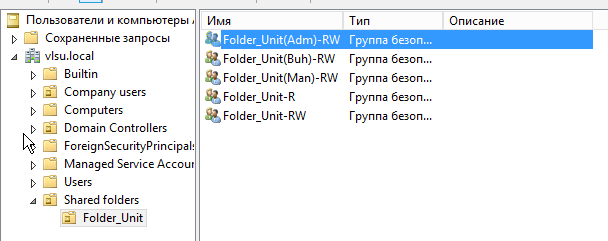 Пользователи и компьютеры
Сохраненные запросы
vlsu.local
Builtin
Company users
Computers
Domain Controllers
ForeignSecurityPrincipals
Managed Service Accour
Users
Shared folders
Folder_Unit
Имя Тип Описание
Folder_Unit(Adm)-RW Группа безоп...
Folder_Unit(Buh)-RW Группа безоп...
Folder_Unit(Man)-RW Группа безоп...
Folder_Unit-R Группа безоп...
Folder_Unit-RW Группа безоп...